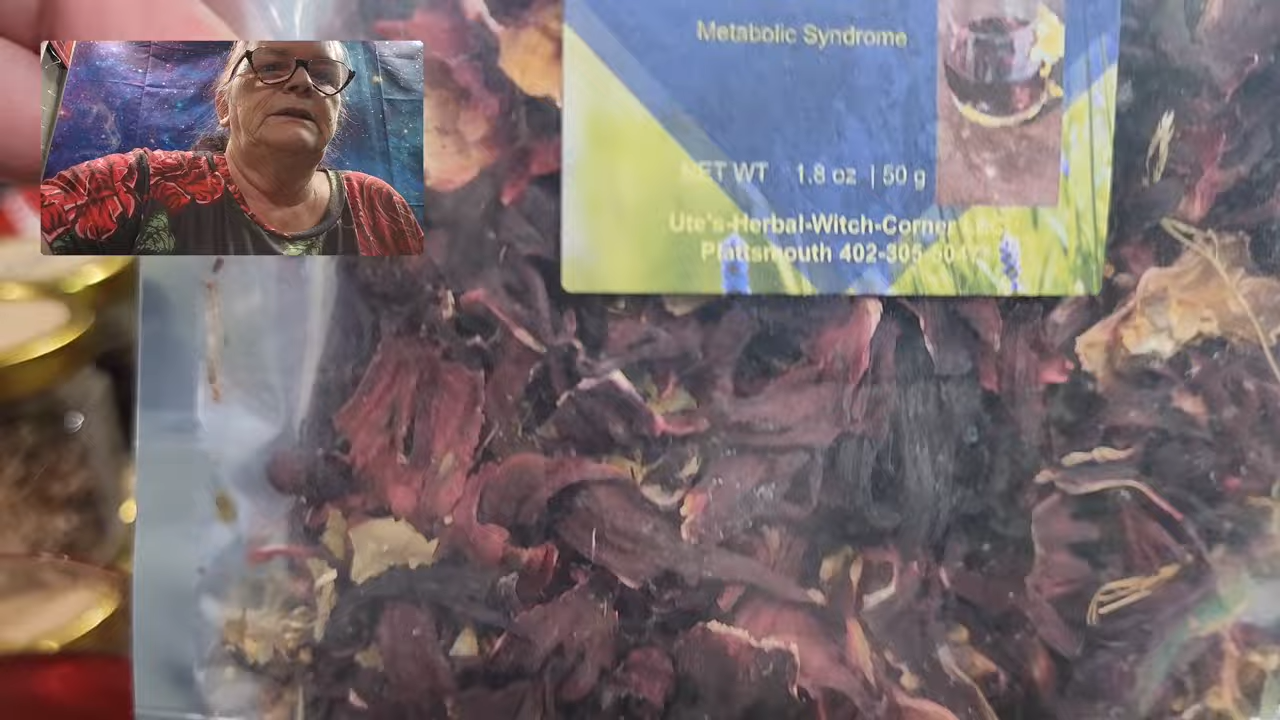 Metabolic Syndrome
NET WT 1.8 oz | 50 g
Ute's-Herbal-Witch-Corner
Plattsmouth 402-305-